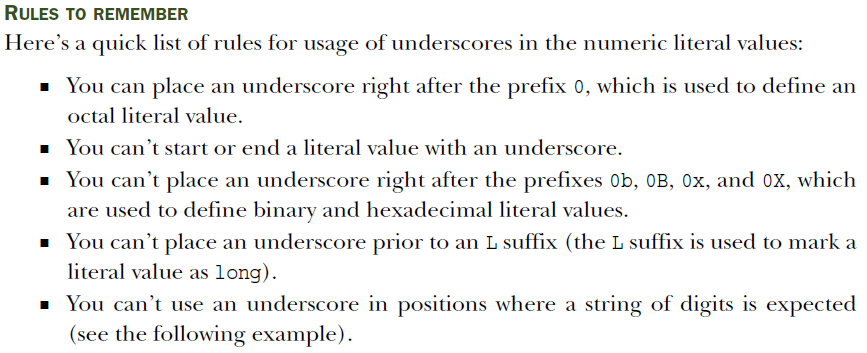 RULES TO REMEMBER
Here's a quick list of rules for usage of underscores in the numeric literal values:
■ You can place an underscore right after the prefix 0, which is used to define an
octal literal value.
■ You can't start or end a literal value with an underscore.
■ You can't place an underscore right after the prefixes 0b, 0B, 0x, and 0X, which
are used to define binary and hexadecimal literal values.
■ You can't place an underscore prior to an L suffix (the L suffix is used to mark a
literal value as long).
■ You can't use an underscore in positions where a string of digits is expected
(see the following example).